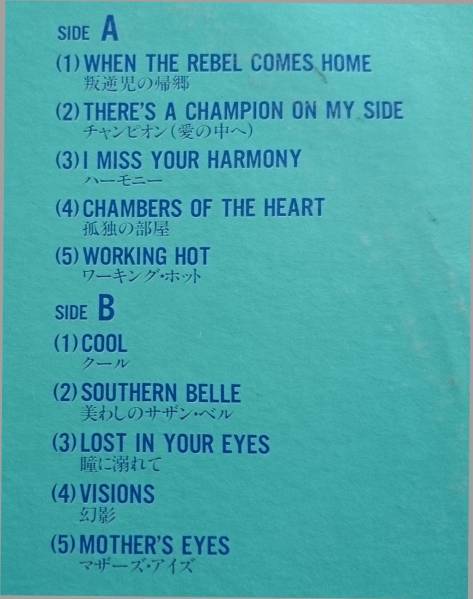 SIDE A
(1) WHEN THE REBEL COMES HOME
叛逆児の帰郷
(2) THERE'S A CHAMPION ON MY SIDE
チャンピオン(愛の中へ)
(3) I MISS YOUR HARMONY
ハーモニー
(4) CHAMBERS OF THE HEART
孤独の部屋
(5) WORKING HOT
ワーキング・ホット
SIDE B
(1) COOL
クール
(2) SOUTHERN BELLE
美わしのサザン・ベル
(3) LOST IN YOUR EYES
瞳に溺れて
(4) VISIONS
幻影
(5) MOTHER'S EYES
マザーズ・アイズ